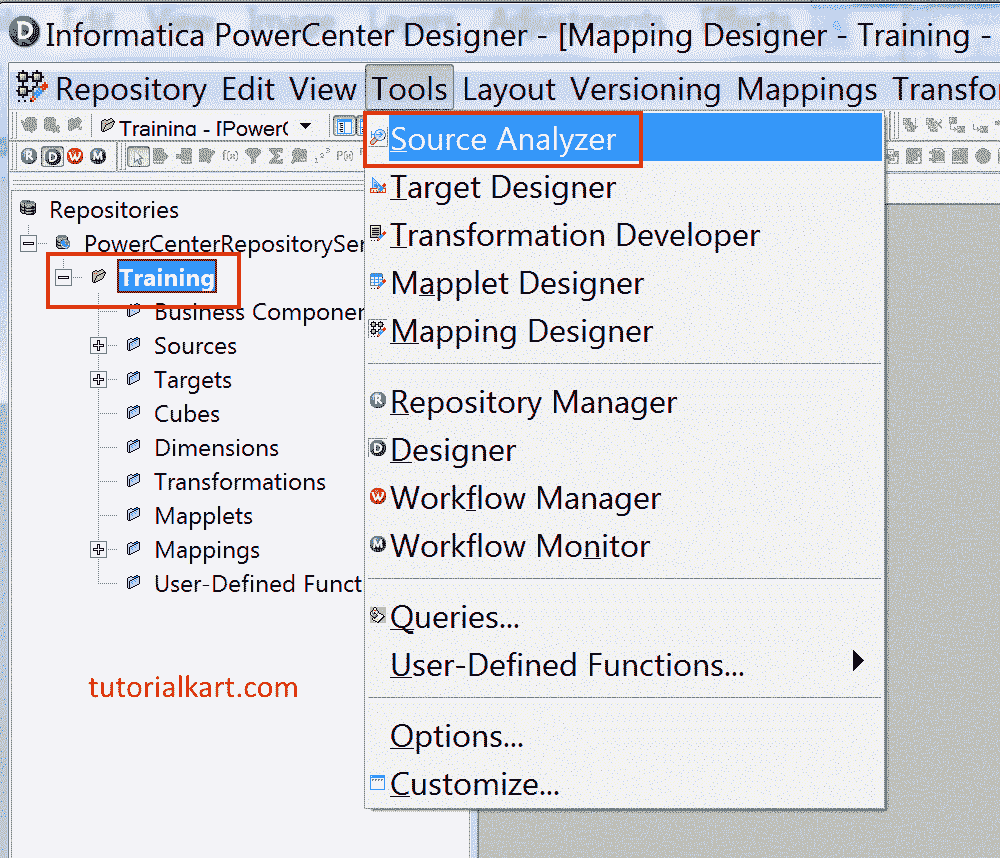 Informatica PowerCenter Designer - [Mapping Designer - Training -
Repository Edit View Tools Layout Versioning Mappings Transfo
Training - [PowerC
Source Analyzer
Target Designer
Transformation Developer
Mapplet Designer
Mapping Designer
Repository Manager
Designer
Workflow Manager
Workflow Monitor
Queries...
User-Defined Functions...
Options...
Customize...
Repositories
PowerCenterRepositorySer
Training
Business Componen
Sources
Targets
Cubes
Dimensions
Transformations
Mapplets
Mappings
User-Defined Funct
tutorialkart.com